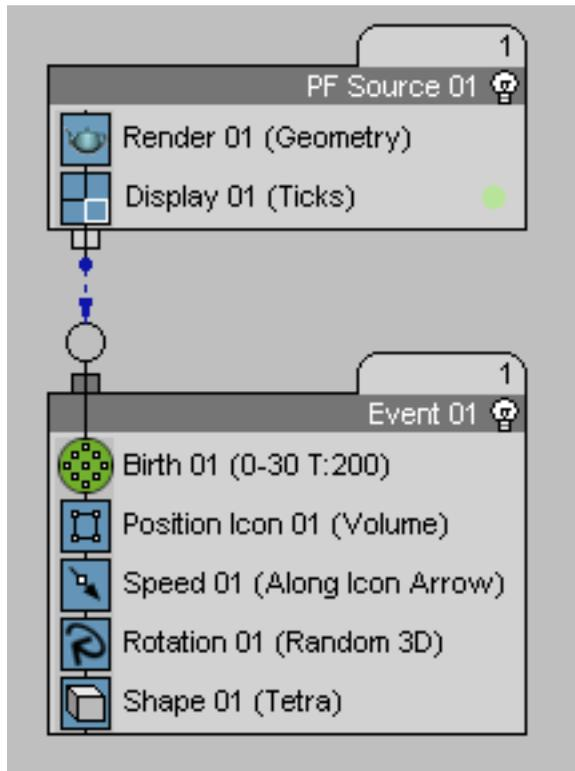 1
PF Source 01
Render 01 (Geometry)
Display 01 (Ticks)
1
Event 01
Birth 01 (0-30 T:200)
Position Icon 01 (Volume)
Speed 01 (Along Icon Arrow)
Rotation 01 (Random 3D)
Shape 01 (Tetra)